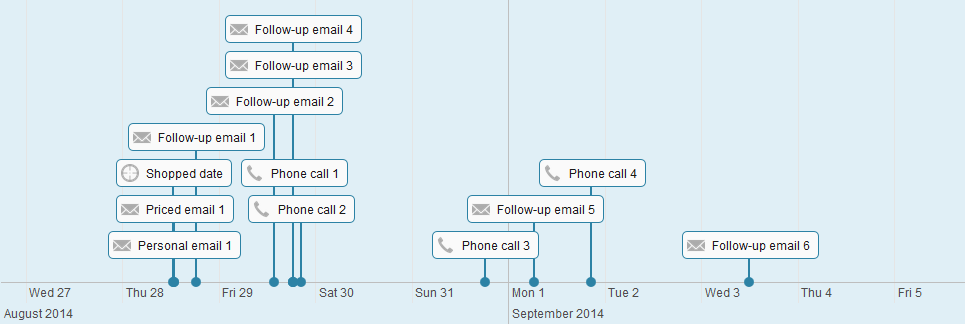 Follow-up email 4
Follow-up email 3
Follow-up email 2
Follow-up email 1
Shopped date
Phone call 1
Phone call 4
Priced email 1
Phone call 2
Follow-up email 5
Personal email 1
Phone call 3
Follow-up email 6
Wed 27
Thu 28
Fri 29
Sat 30
Sun 31
Mon 1
Tue 2
Wed 3
Thu 4
Fri 5
August 2014
September 2014